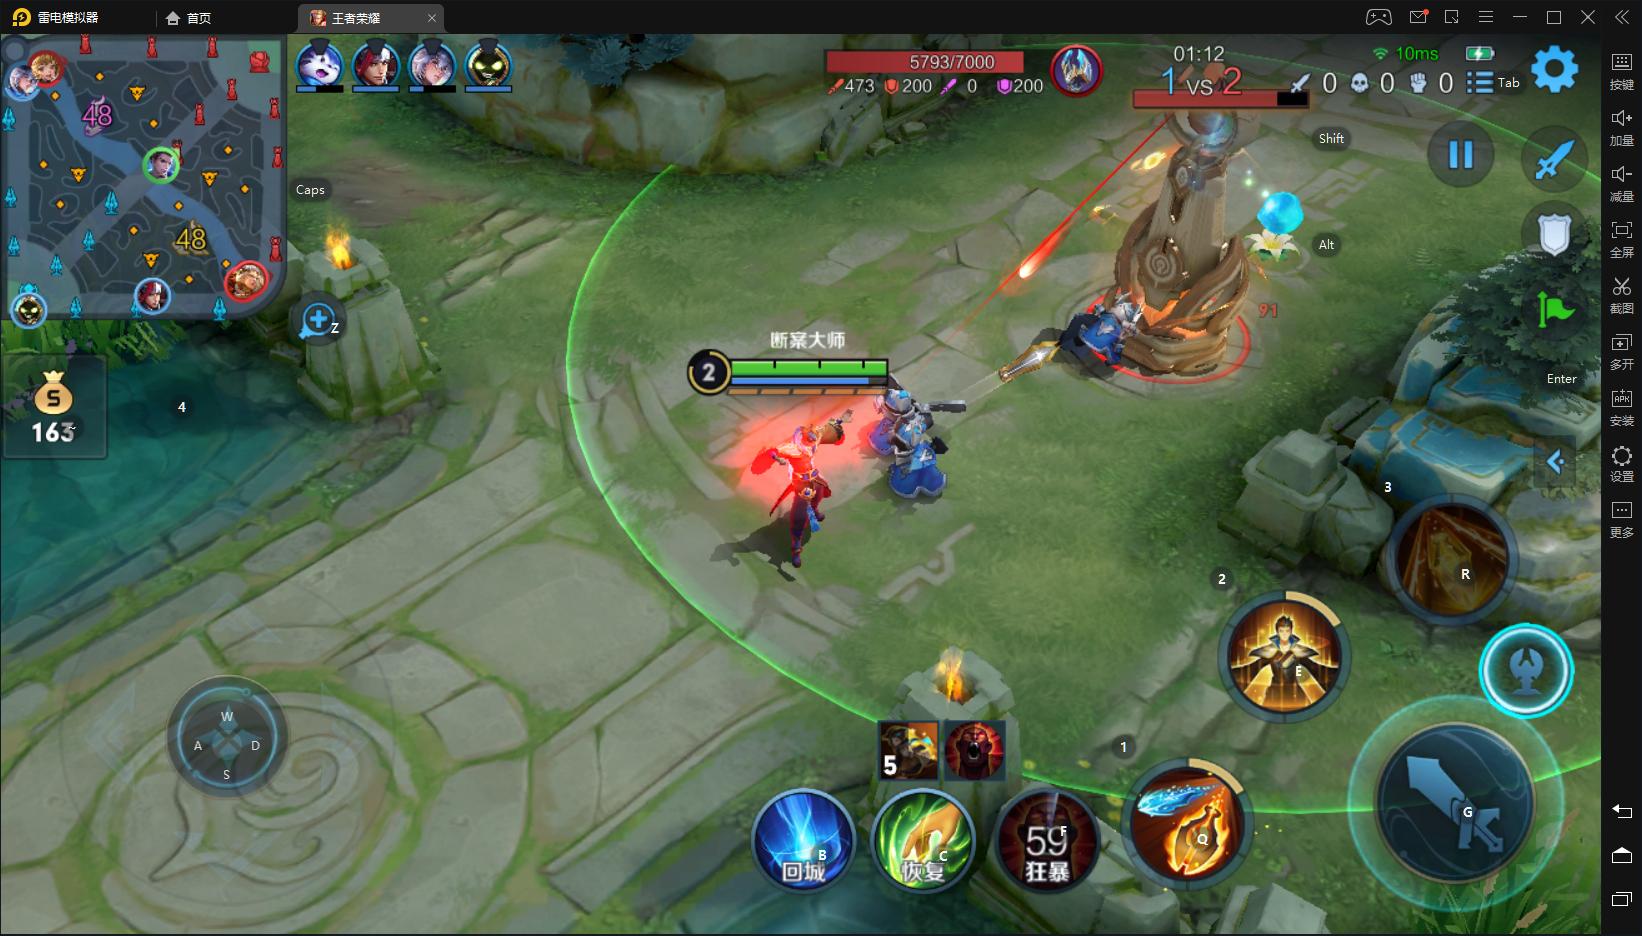 雷电模拟器
首页
王者荣耀
5793/7000
473 200 0 200
01:12
1 vs 2
10ms
0 0 0
Tab
48
48
Caps
Shift
Alt
Z
163
4
断案大师
2
91
Enter
3
R
2
E
1
Q
G
W
A
D
S
5
B
回城
C
恢复
59
F
狂暴
按键
加量
减量
全屏
截图
多开
APK
安装
设置
更多